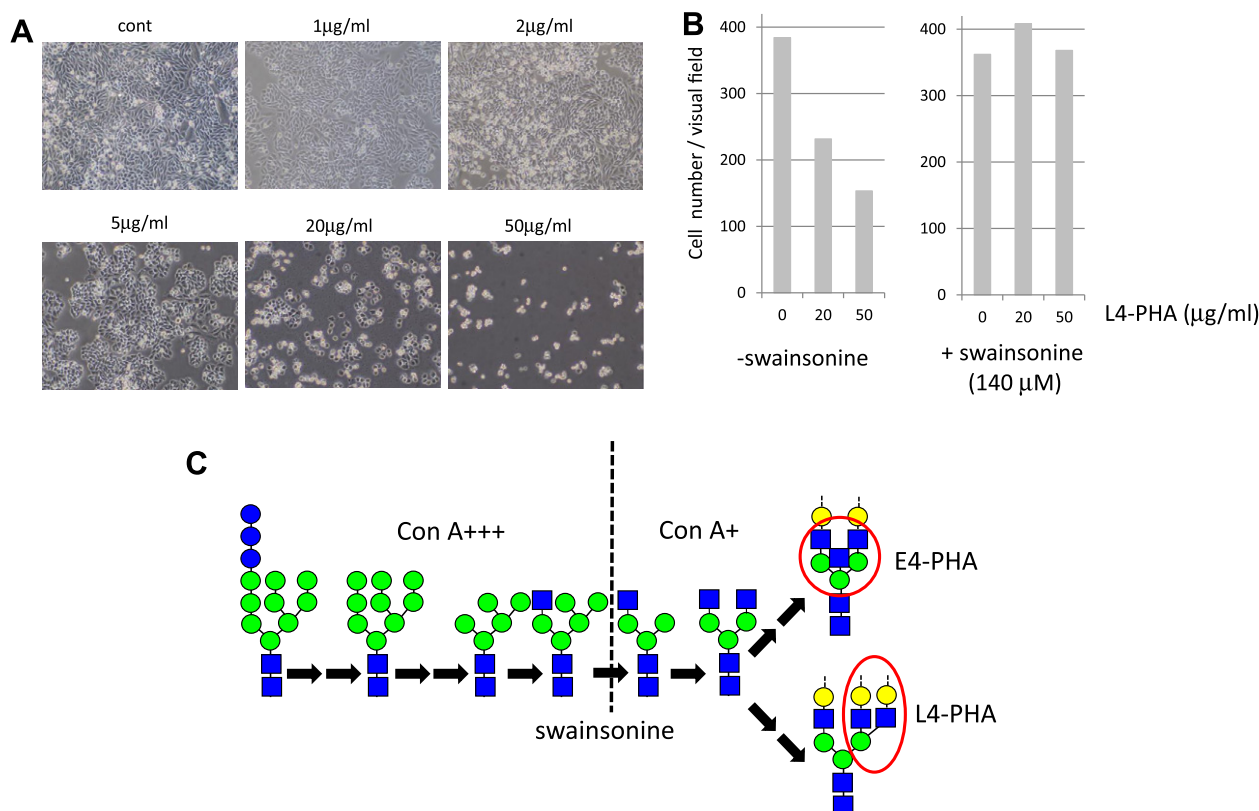 A
cont
1μg/ml
2μg/ml
5μg/ml
20μg/ml
50μg/ml
B
Cell number / visual field
400
300
200
100
0
0 20 50
-swainsonine
400
300
200
100
0
0 20 50
+ swainsonine
(140 μM)
L4-PHA (μg/ml)
C
Con A+++
Con A+
swainsonine
E4-PHA
L4-PHA